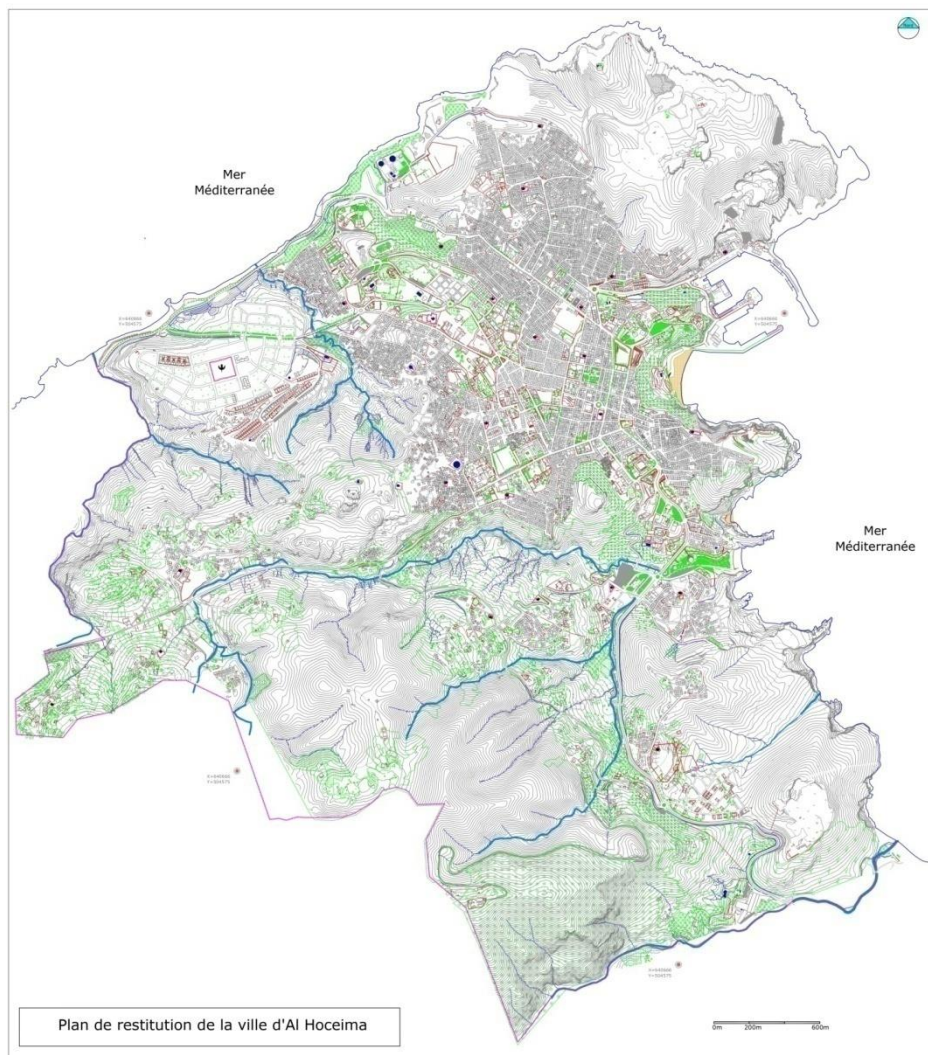 Mer
Méditerranée
Mer
Méditerranée
Plan de restitution de la ville d'Al Hoceima
0m 200m 600m